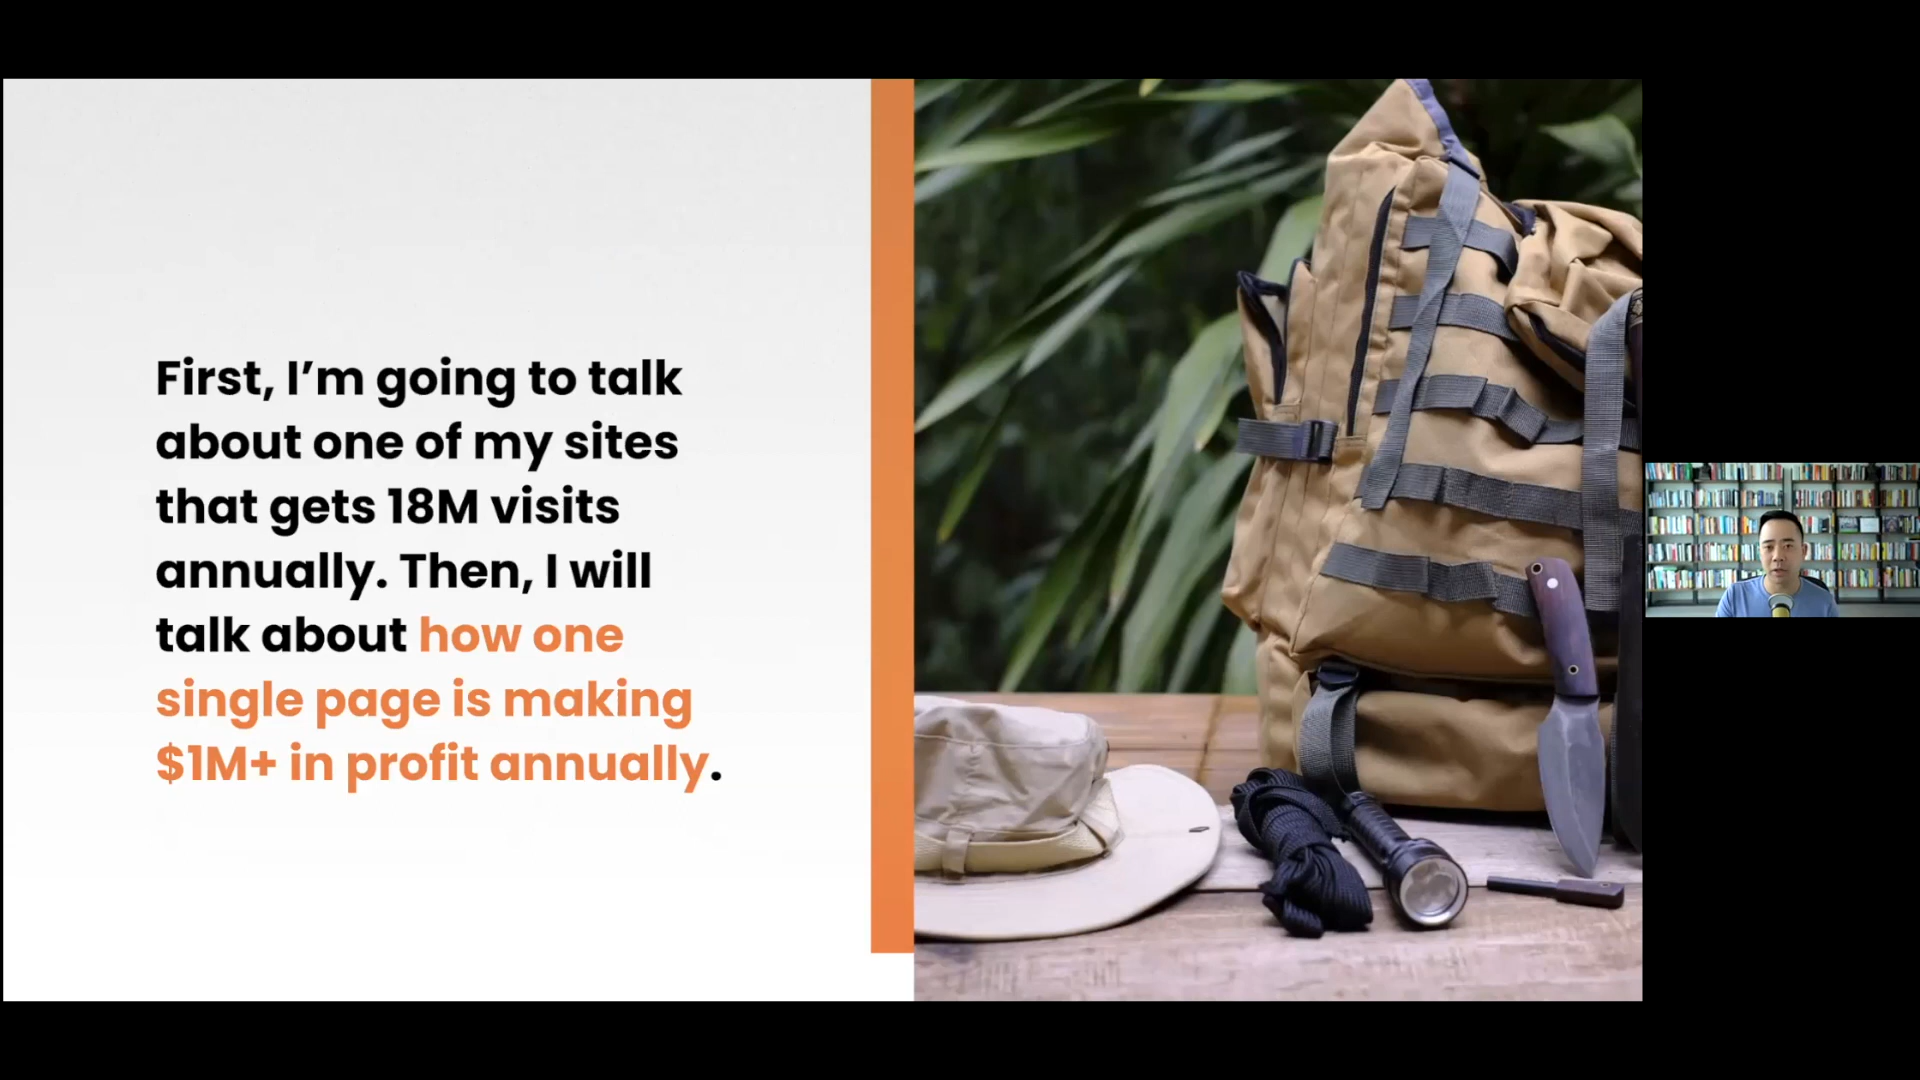 First, I’m going to talk
about one of my sites
that gets 18M visits
annually. Then, I will
talk about how one
single page is making
$1M+ in profit annually.